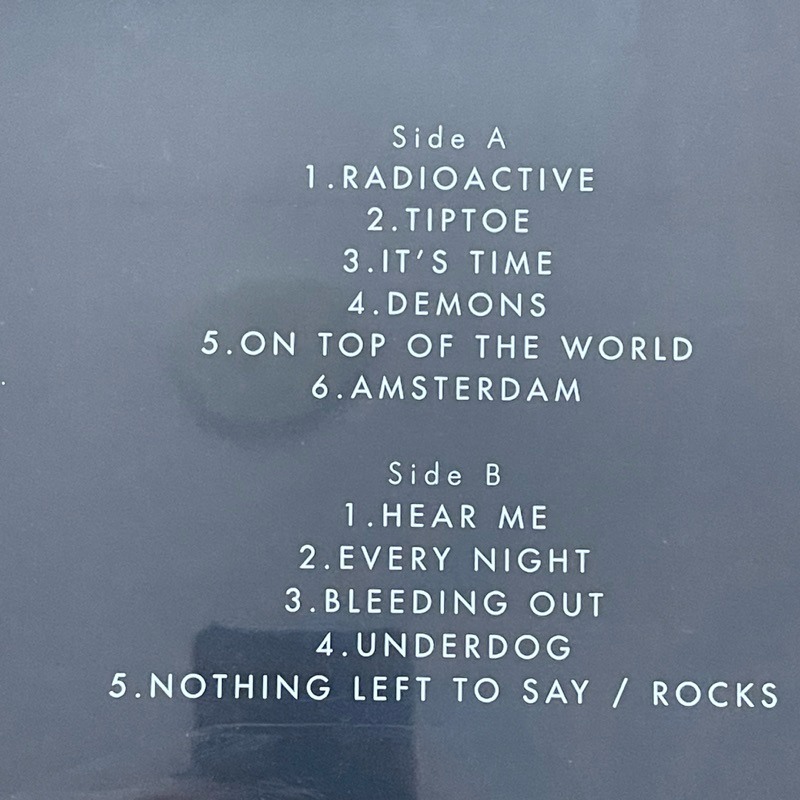 Side A
1.RADIOACTIVE
2.TIPTOE
3.IT'S TIME
4.DEMONS
5.ON TOP OF THE WORLD
6.AMSTERDAM
Side B
1.HEAR ME
2.EVERY NIGHT
3.BLEEDING OUT
4.UNDERDOG
5.NOTHING LEFT TO SAY / ROCKS